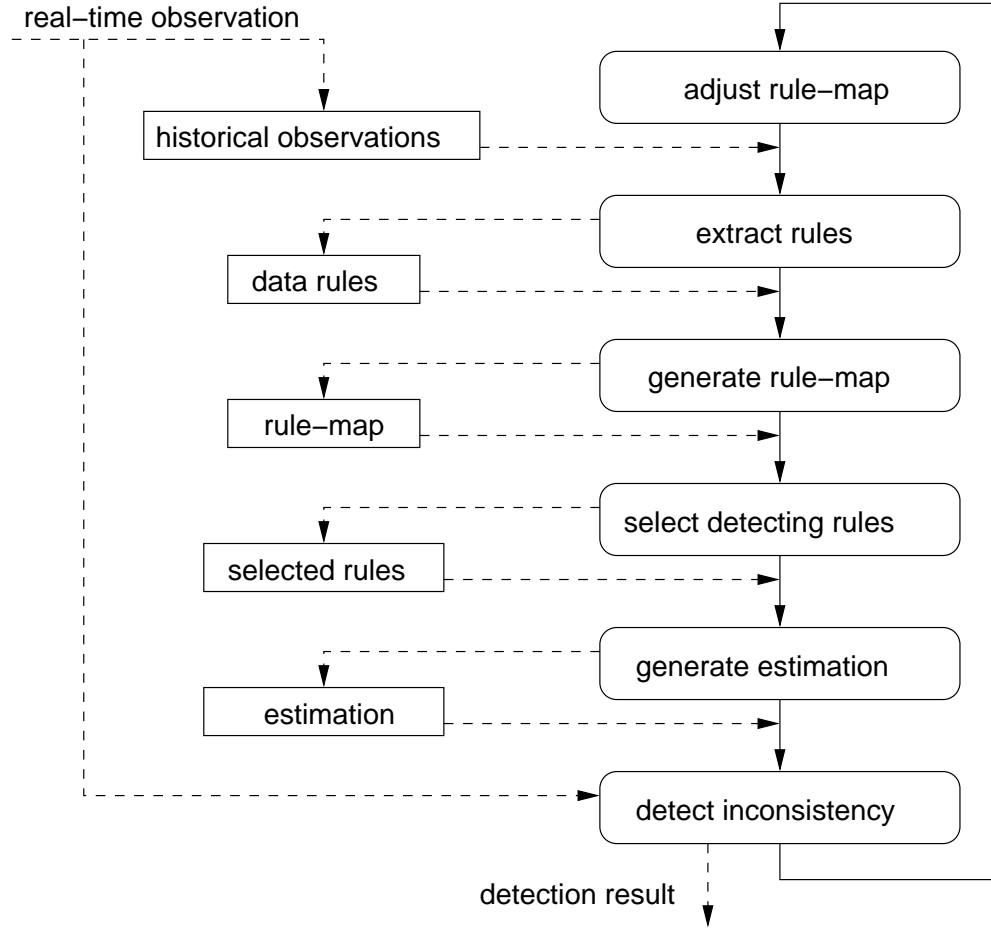 real−time observation
adjust rule−map
historical observations
extract rules
data rules
generate rule−map
rule−map
select detecting rules
selected rules
generate estimation
estimation
detect inconsistency
detection result